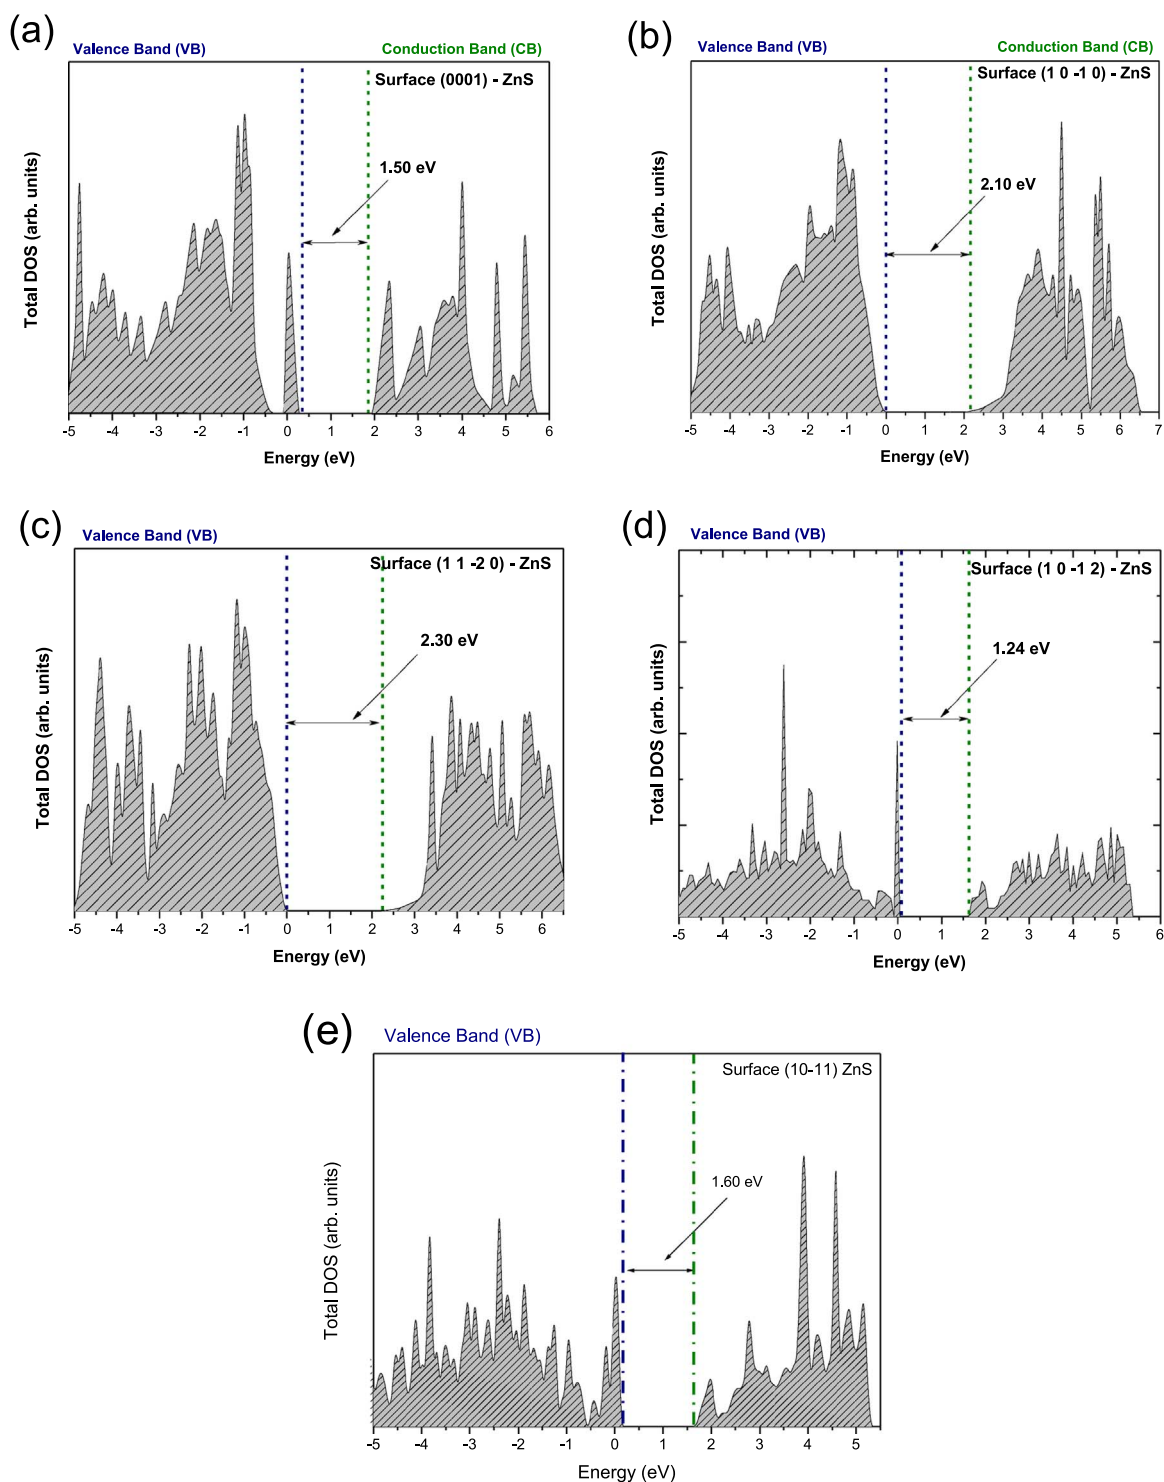 (a)
Valence Band (VB) Conduction Band (CB)
Surface (0001) - ZnS
1.50 eV
Total DOS (arb. units)
-5 -4 -3 -2 -1 0 1 2 3 4 5 6
Energy (eV)
(b)
Valence Band (VB) Conduction Band (CB)
Surface (1 0 -1 0) - ZnS
2.10 eV
Total DOS (arb. units)
-5 -4 -3 -2 -1 0 1 2 3 4 5 6 7
Energy (eV)
(c)
Valence Band (VB)
Surface (1 1 -2 0) - ZnS
2.30 eV
Total DOS (arb. units)
-5 -4 -3 -2 -1 0 1 2 3 4 5 6
Energy (eV)
(d)
Valence Band (VB)
Surface (1 0 -1 2) - ZnS
1.24 eV
Total DOS (arb. units)
-5 -4 -3 -2 -1 0 1 2 3 4 5 6
Energy (eV)
(e)
Valence Band (VB)
Surface (10-11) ZnS
1.60 eV
Total DOS (arb. units)
-5 -4 -3 -2 -1 0 1 2 3 4 5
Energy (eV)